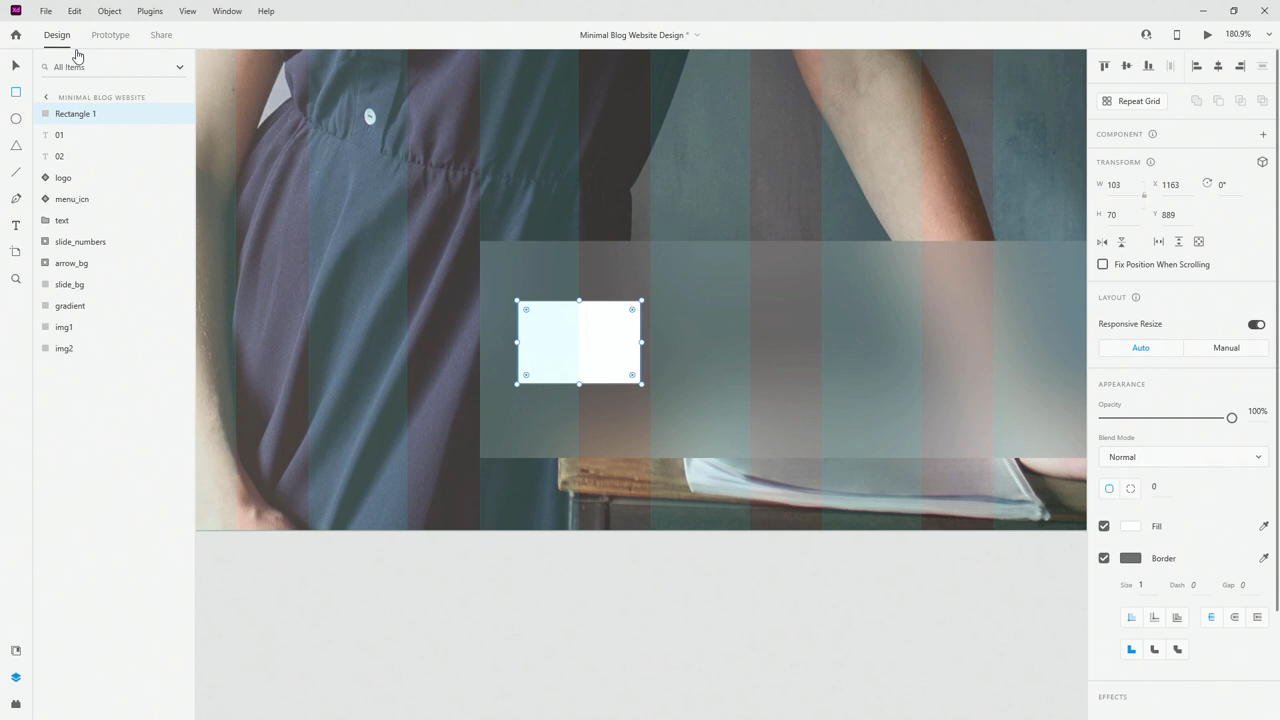 Xd File Edit Object Plugins View Window Help
Design Prototype Share Minimal Blog Website Design * 180.9%
All Items
MINIMAL BLOG WEBSITE
Rectangle 1
T 01
T 02
logo
menu_icn
text
slide_numbers
arrow_bg
slide_bg
gradient
img1
img2
T
Repeat Grid
COMPONENT
TRANSFORM
W 103 X 1163 0°
H 70 Y 889
Fix Position When Scrolling
LAYOUT
Responsive Resize
Auto Manual
APPEARANCE
Opacity
100%
Blend Mode
Normal
0
Fill
Border
Size 1 Dash 0 Gap 0
EFFECTS